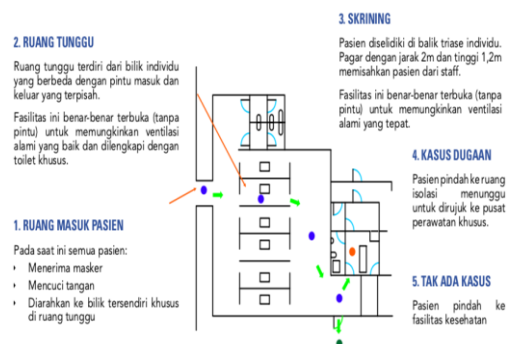 2. RUANG TUNGGU
Ruang tunggu terdiri dari bilik individu
yang berbeda dengan pintu masuk dan
keluar yang terpisah.
Fasilitas ini benar-benar terbuka (tanpa
pintu) untuk memungkinkan ventilasi
alami yang baik dan dilengkapi dengan
toilet khusus.
1. RUANG MASUK PASIEN
Pada saat ini semua pasien:
• Menerima masker
• Mencuci tangan
• Diarahkan ke bilik tersendiri khusus
di ruang tunggu
3. SKRINING
Pasien diselidiki di balik triase individu.
Pagar dengan jarak 2m dan tinggi 1,2m
memisahkan pasien dari staff.
Fasilitas ini benar-benar terbuka (tanpa
pintu) untuk memungkinkan ventilasi
alami yang tepat.
4. KASUS DUGAAN
Pasien pindah ke ruang
isolasi menunggu
untuk dirujuk ke pusat
perawatan khusus.
5. TAK ADA KASUS
Pasien pindah ke
fasilitas kesehatan